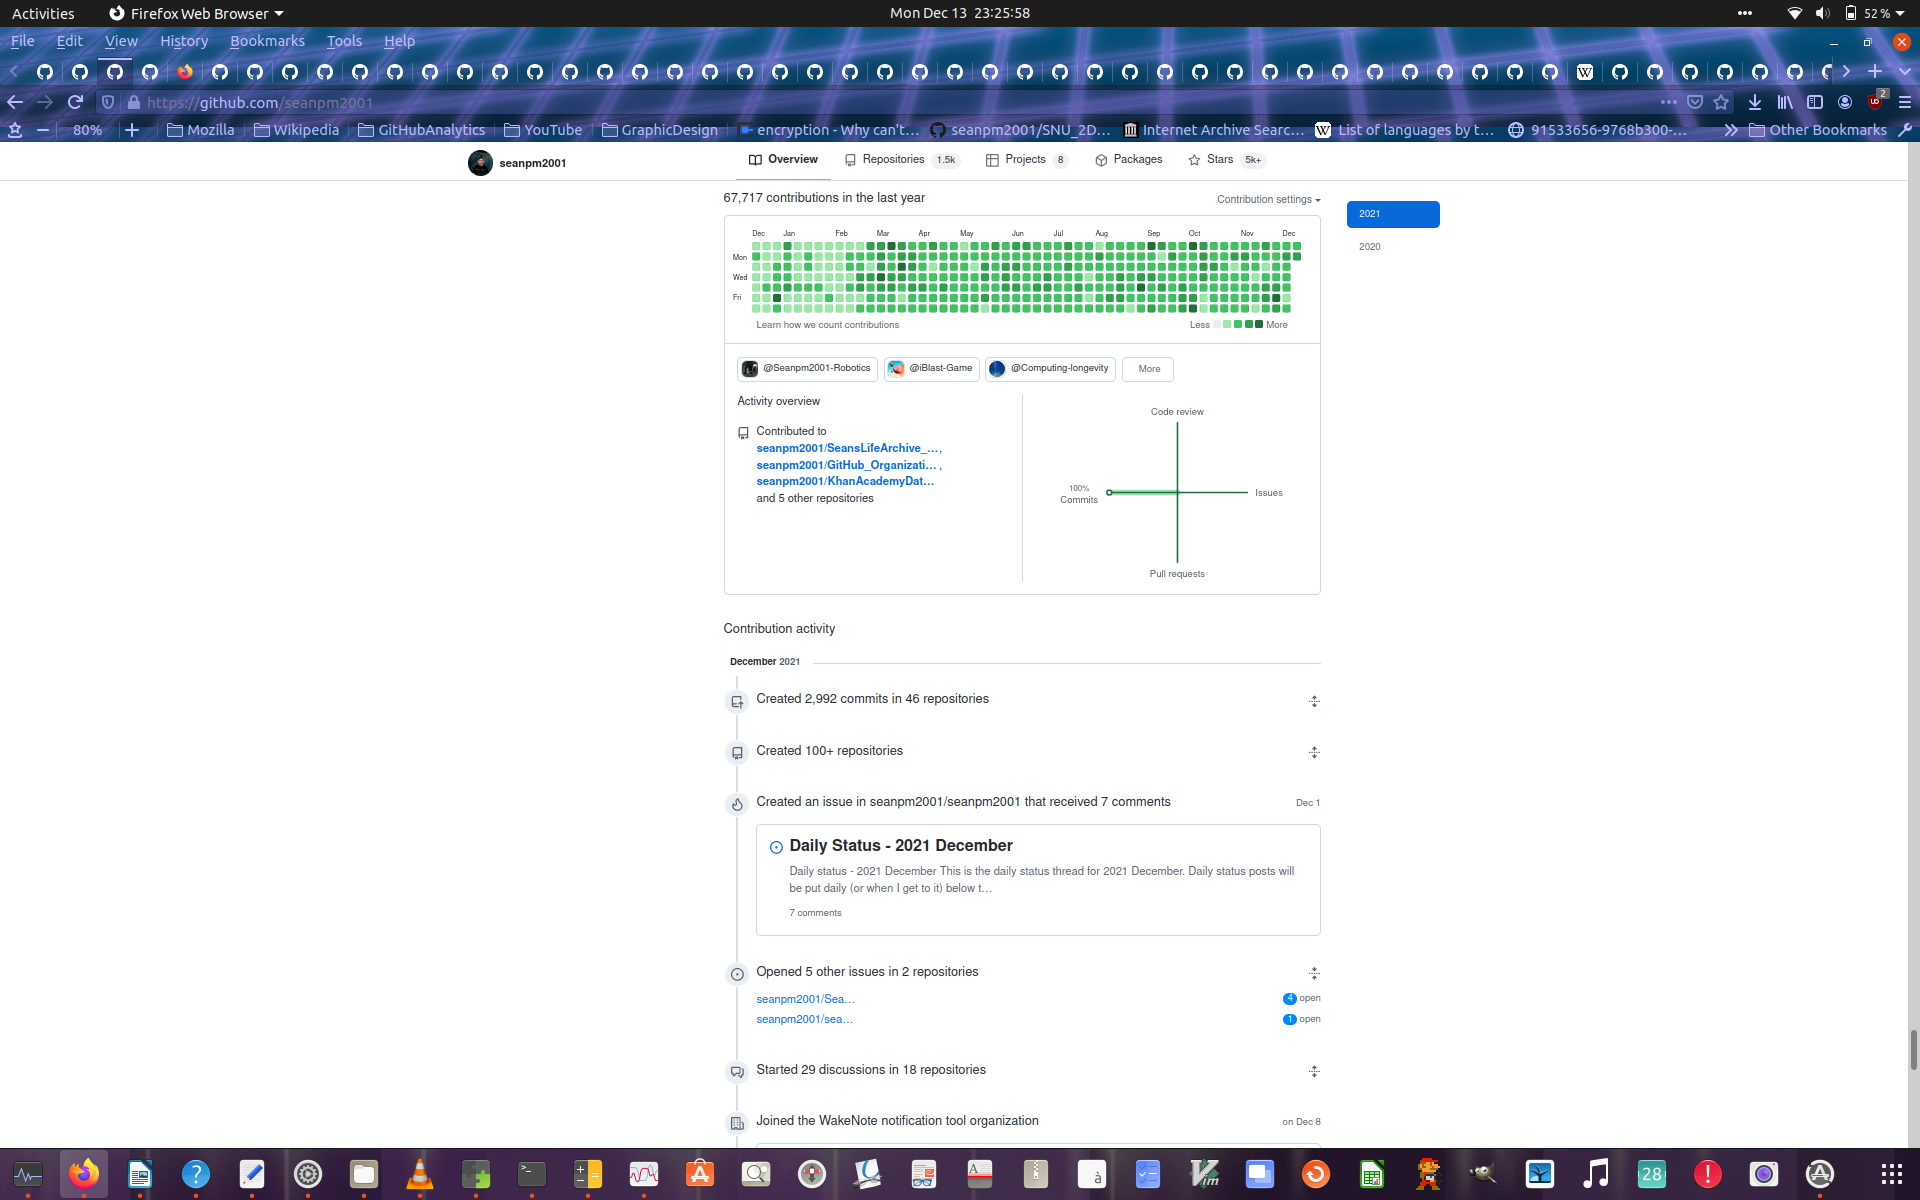 Activities Firefox Web Browser Mon Dec 13 23:25:58 52 %
File Edit View History Bookmarks Tools Help
https://github.com/seanpm2001 2
80% Mozilla Wikipedia GitHubAnalytics YouTube GraphicDesign encryption - Why can't... seanpm2001/SNU_2D... Internet Archive Searc... List of languages by t... 91533656-9768b300-... Other Bookmarks
seanpm2001 Overview Repositories 1.5k Projects 8 Packages Stars 5k+
67,717 contributions in the last year Contribution settings
2021
2020
Dec Jan Feb Mar Apr May Jun Jul Aug Sep Oct Nov Dec
Mon
Wed
Fri
Learn how we count contributions Less More
@Seanpm2001-Robotics @iBlast-Game @Computing-longevity More
Activity overview
Contributed to
seanpm2001/SeansLifeArchive_...,
seanpm2001/GitHub_Organizati... ,
seanpm2001/KhanAcademyDat...
and 5 other repositories
Code review
100%
Commits
Issues
Pull requests
Contribution activity
December 2021
Created 2,992 commits in 46 repositories
Created 100+ repositories
Created an issue in seanpm2001/seanpm2001 that received 7 comments Dec 1
Daily Status - 2021 December
Daily status - 2021 December This is the daily status thread for 2021 December. Daily status posts will
be put daily (or when I get to it) below t...
7 comments
Opened 5 other issues in 2 repositories
seanpm2001/Sea... 4 open
seanpm2001/sea... 1 open
Started 29 discussions in 18 repositories
Joined the WakeNote notification tool organization on Dec 8
28